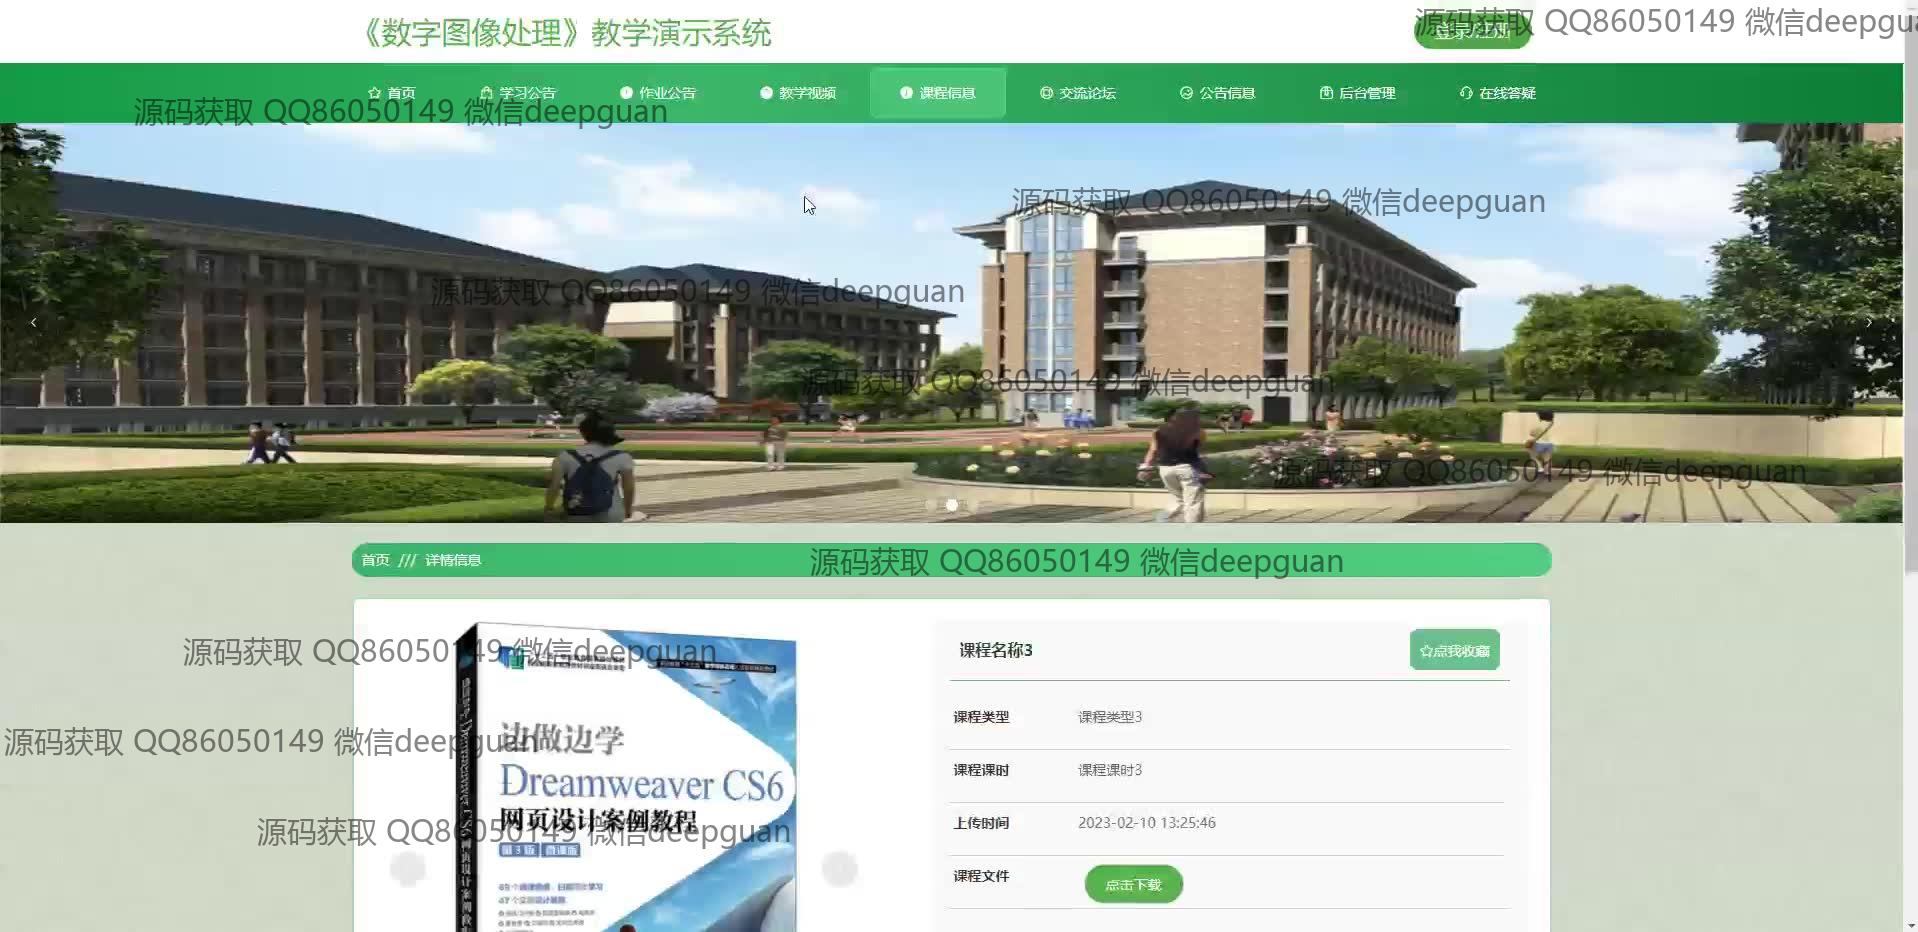 《数字图像处理》教学演示系统
登录/注册
源码获取 QQ86050149 微信deepgua
首页
学习公告
作业公告
教学视频
课程信息
交流论坛
公告信息
后台管理
在线答疑
源码获取 QQ86050149 微信deepguan
源码获取 QQ86050149 微信deepguan
源码获取 QQ86050149 微信deepguan
源码获取 QQ86050149 微信deepguan
源码获取 QQ86050149 微信deepguan
首页 /// 详情信息
源码获取 QQ86050149 微信deepguan
源码获取 QQ86050149 微信deepguan
课程名称3
点我收藏
课程类型 课程类型3
源码获取 QQ86050149 微信deepguan
边做边学
Dreamweaver CS6
网页设计案例教程
课程课时 课程课时3
上传时间 2023-02-10 13:25:46
源码获取 QQ86050149 微信deepguan
第3版 微课版
课程文件 点击下载